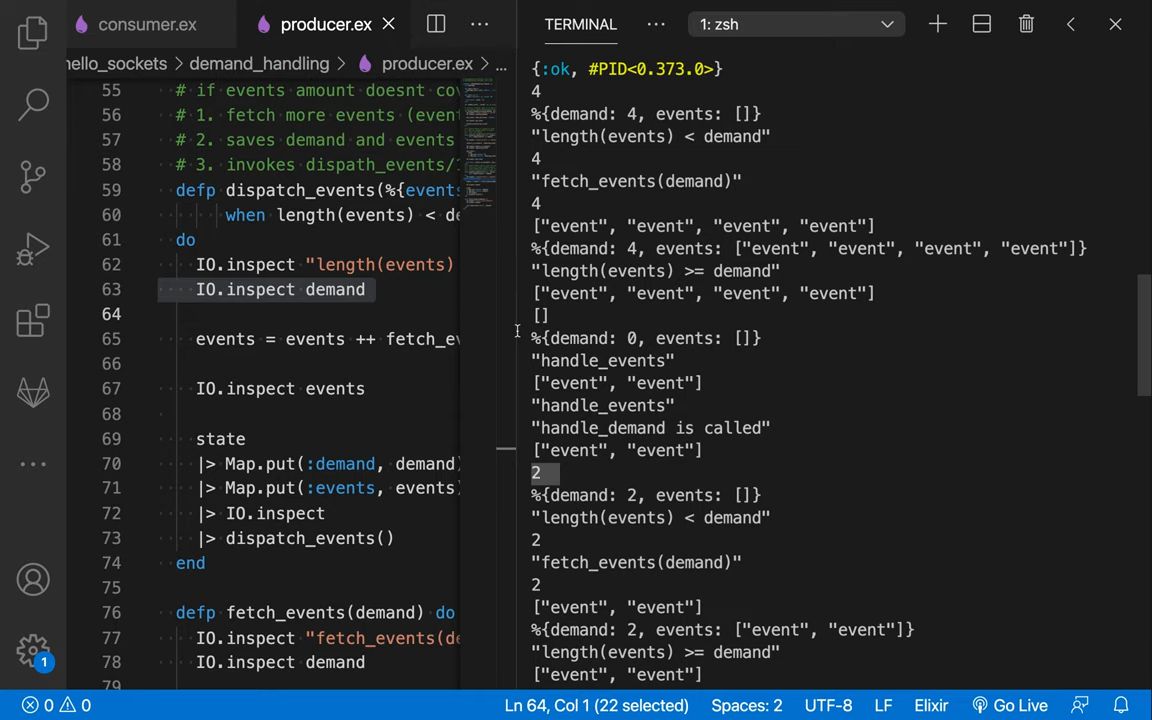 consumer.ex
producer.ex
TERMINAL
1: zsh
hello_sockets > demand_handling > producer.ex > ...
55 # if events amount doesnt cov
56 # 1. fetch more events (event
57 # 2. saves demand and events
58 # 3. invokes dispath_events/1
59 defp dispatch_events(%{events
60 when length(events) < de
61 do
62 IO.inspect "length(events)
63 IO.inspect demand
64
65 events = events ++ fetch_ev
66
67 IO.inspect events
68
69 state
70 |> Map.put(:demand, demand)
71 |> Map.put(:events, events)
72 |> IO.inspect
73 |> dispatch_events()
74 end
75
76 defp fetch_events(demand) do
77 IO.inspect "fetch_events(de
78 IO.inspect demand
79
{:ok, #PID<0.373.0>}
4
%{demand: 4, events: []}
"length(events) < demand"
4
"fetch_events(demand)"
4
["event", "event", "event", "event"]
%{demand: 4, events: ["event", "event", "event", "event"]}
"length(events) >= demand"
["event", "event", "event", "event"]
[]
%{demand: 0, events: []}
"handle_events"
["event", "event"]
"handle_events"
"handle_demand is called"
["event", "event"]
2
%{demand: 2, events: []}
"length(events) < demand"
2
"fetch_events(demand)"
2
["event", "event"]
%{demand: 2, events: ["event", "event"]}
"length(events) >= demand"
["event", "event"]
1
0 0
Ln 64, Col 1 (22 selected)
Spaces: 2
UTF-8
LF
Elixir
Go Live